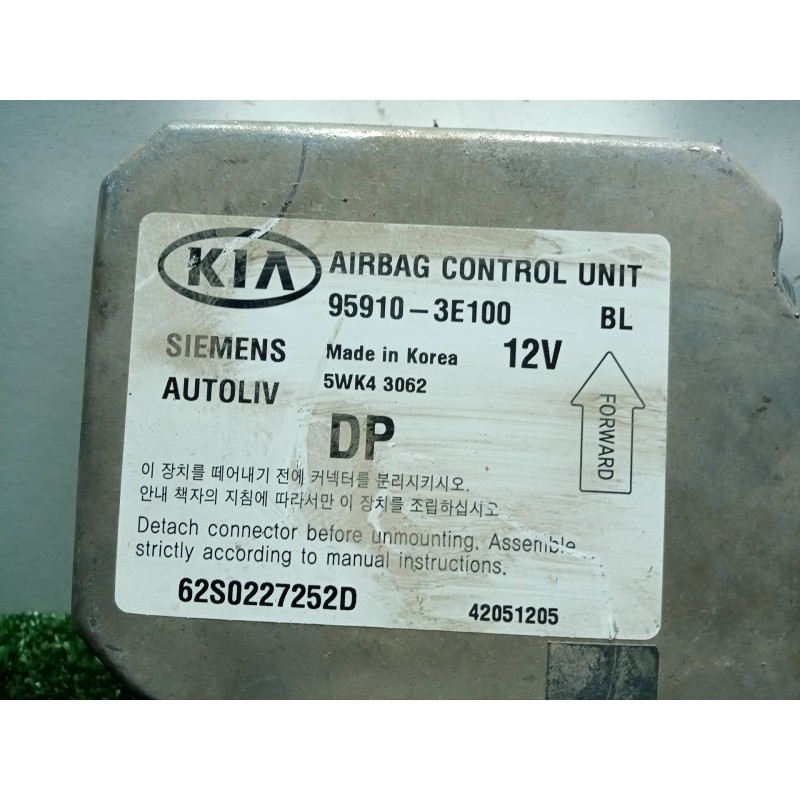 KIA AIRBAG CONTROL UNIT
95910-3E100 BL
SIEMENS Made in Korea 12V
AUTOLIV 5WK4 3062
FORWARD
DP
이 장치를 떼어내기 전에 커넥터를 분리시키시오.
안내 책자의 지침에 따라서만 이 장치를 조립하십시오
Detach connector before unmounting. Assemble
strictly according to manual instructions.
62S0227252D 42051205